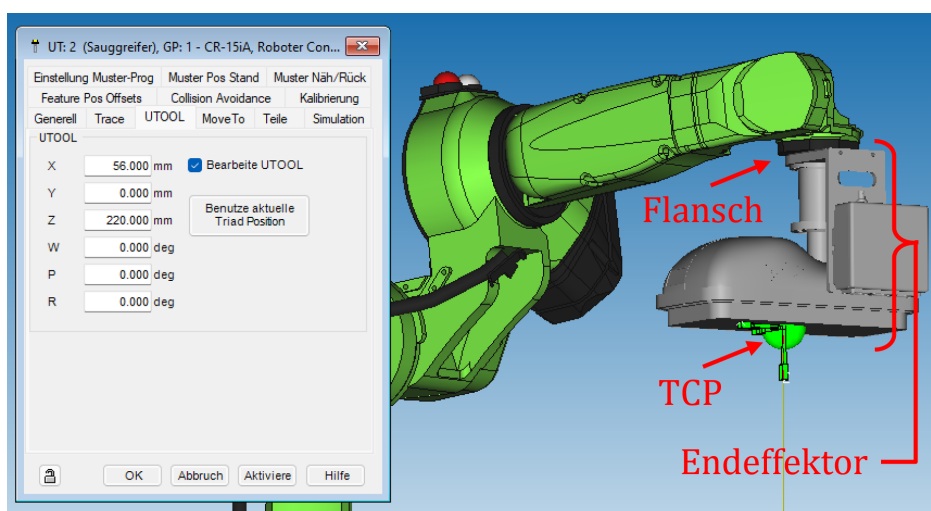 UT: 2 (Sauggreifer), GP: 1 - CR-15iA, Roboter Con...
Einstellung Muster-Prog Muster Pos Stand Muster Näh/Rück
Feature Pos Offsets Collision Avoidance Kalibrierung
Generell Trace UTOOL MoveTo Teile Simulation
UTOOL
X 56.000 mm Bearbeite UTOOL
Y 0.000 mm
Z 220.000 mm
Benutze aktuelle
Triad Position
W 0.000 deg
P 0.000 deg
R 0.000 deg
OK Abbruch Aktiviere Hilfe
Flansch
TCP
Endeffektor